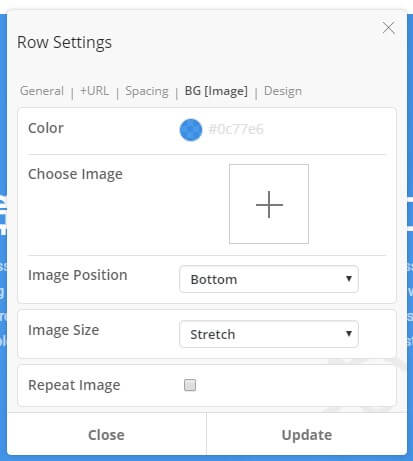 Row Settings
General | +URL | Spacing | BG [Image] | Design
Color #0c77e6
Choose Image
Image Position Bottom
Image Size Stretch
Repeat Image
Close Update